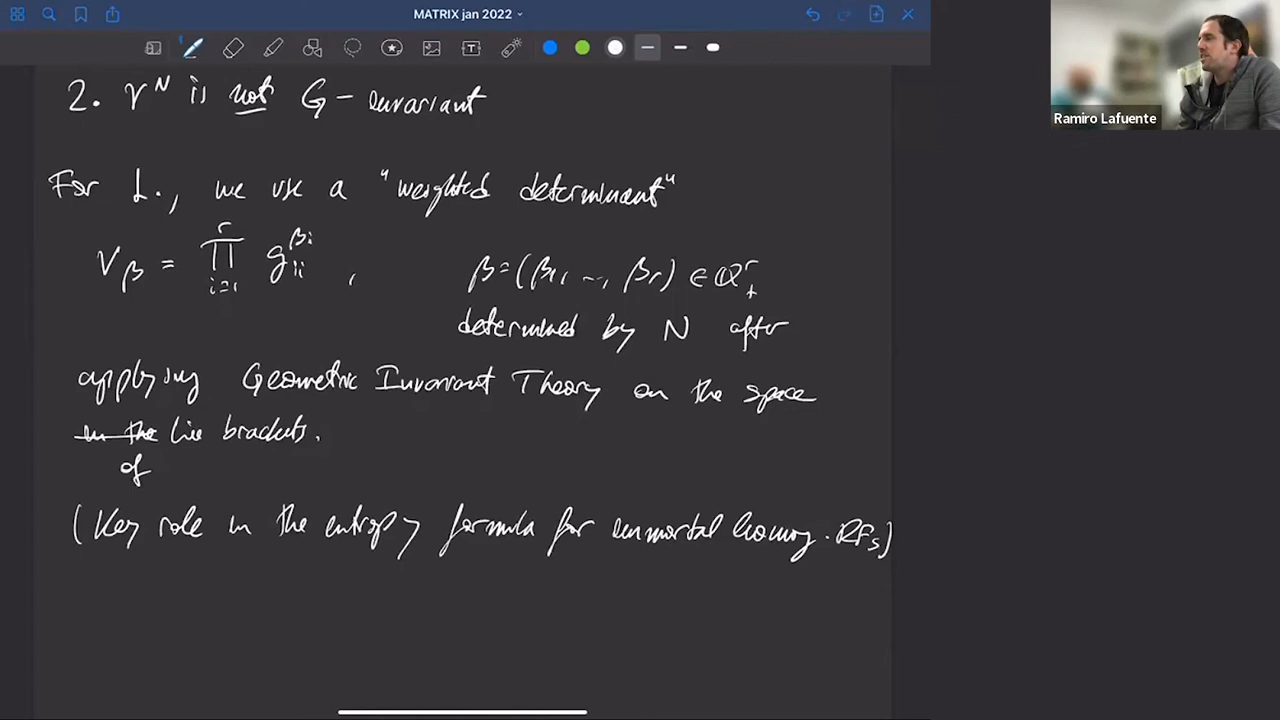 MATRIX jan 2022
Ramiro Lafuente
2. V^N is not G-invariant
For 1., we use a "weighted determinant"
V_β = ∏_{i=1}^{r} g_{ii}^{β_i} , β=(β_1, ..., β_r) ∈ ℚ^r_+
determined by N after
applying Geometric Invariant Theory on the space
in the Lie brackets.
of
(Key role in the entropy formula for immortal homog. RFs)